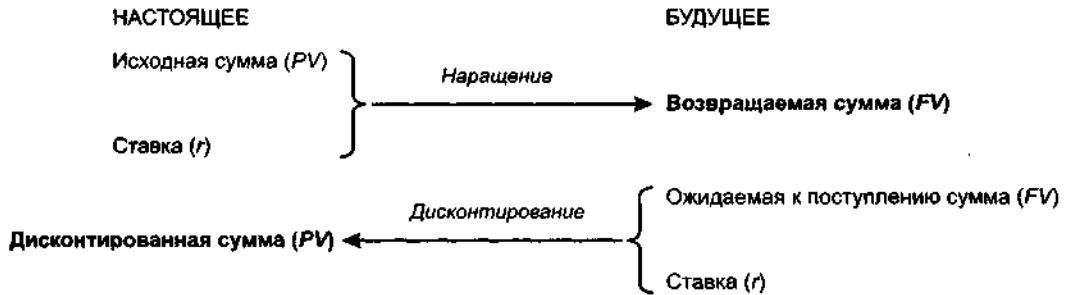 НАСТОЯЩЕЕ БУДУЩЕЕ
Исходная сумма (PV)
Наращение
Возвращаемая сумма (FV)
Ставка (r)
Ожидаемая к поступлению сумма (FV)
Дисконтирование
Дисконтированная сумма (PV)
Ставка (r)